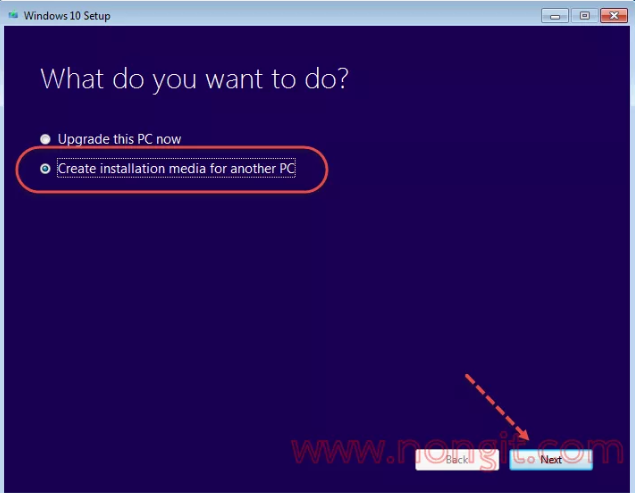 Windows 10 Setup
What do you want to do?
Upgrade this PC now
Create installation media for another PC
www.nongit.com
Back
Next